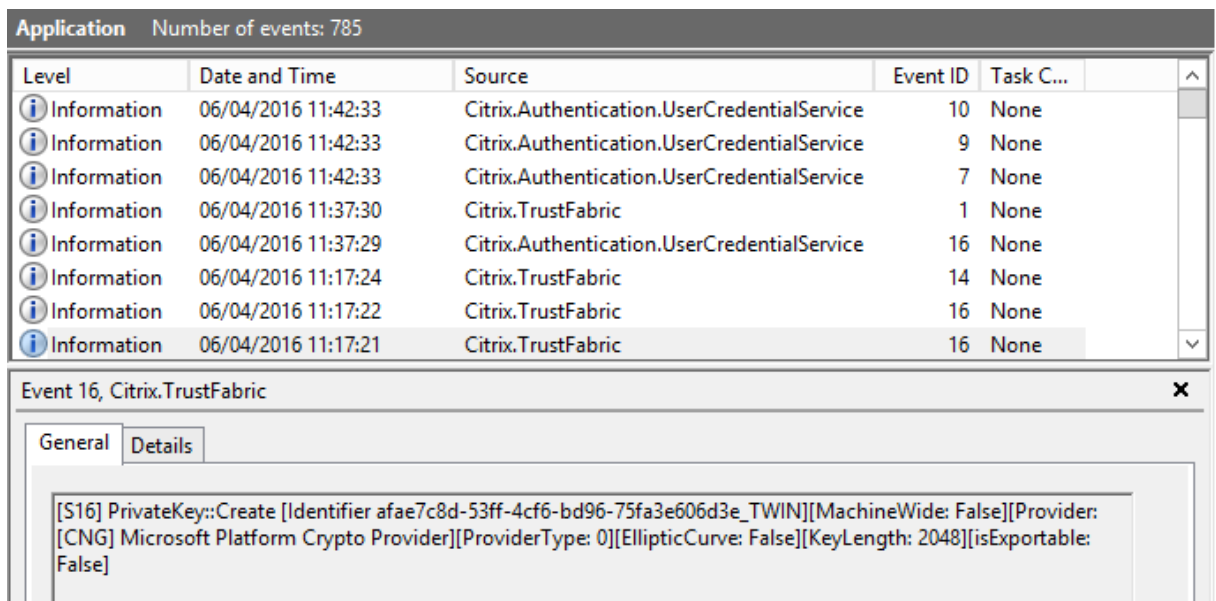 Application Number of events: 785
Level Date and Time Source Event ID Task C...
Information 06/04/2016 11:42:33 Citrix.Authentication.UserCredentialService 10 None
Information 06/04/2016 11:42:33 Citrix.Authentication.UserCredentialService 9 None
Information 06/04/2016 11:42:33 Citrix.Authentication.UserCredentialService 7 None
Information 06/04/2016 11:37:30 Citrix.TrustFabric 1 None
Information 06/04/2016 11:37:29 Citrix.Authentication.UserCredentialService 16 None
Information 06/04/2016 11:17:24 Citrix.TrustFabric 14 None
Information 06/04/2016 11:17:22 Citrix.TrustFabric 16 None
Information 06/04/2016 11:17:21 Citrix.TrustFabric 16 None
Event 16, Citrix.TrustFabric
General Details
[S16] PrivateKey::Create [Identifier afae7c8d-53ff-4cf6-bd96-75fa3e606d3e_TWIN][MachineWide: False][Provider:
[CNG] Microsoft Platform Crypto Provider][ProviderType: 0][EllipticCurve: False][KeyLength: 2048][isExportable:
False]